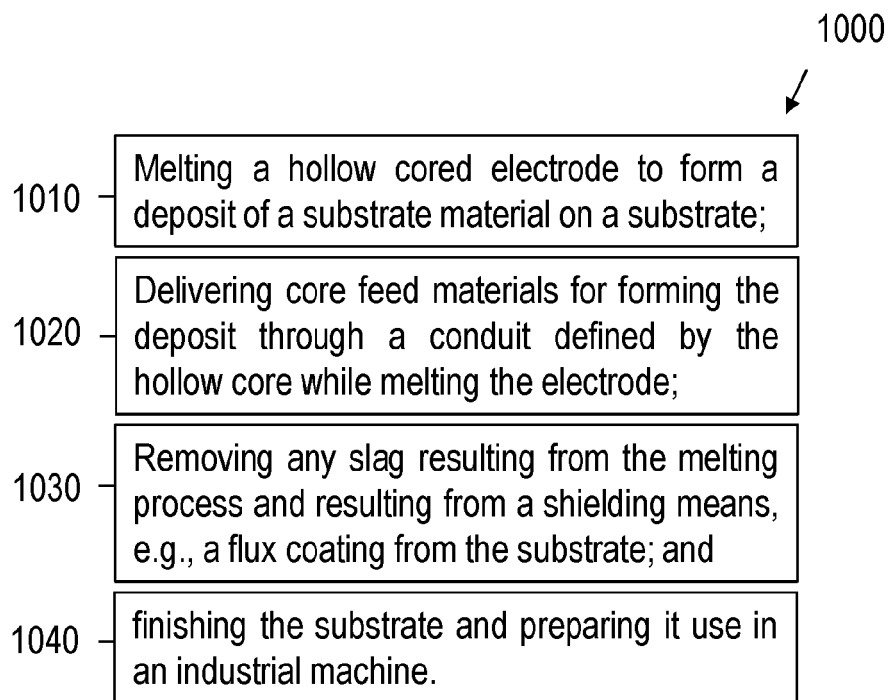 1000
1010
Melting a hollow cored electrode to form a
deposit of a substrate material on a substrate;
1020
Delivering core feed materials for forming the
deposit through a conduit defined by the
hollow core while melting the electrode;
1030
Removing any slag resulting from the melting
process and resulting from a shielding means,
e.g., a flux coating from the substrate; and
1040
finishing the substrate and preparing it use in
an industrial machine.